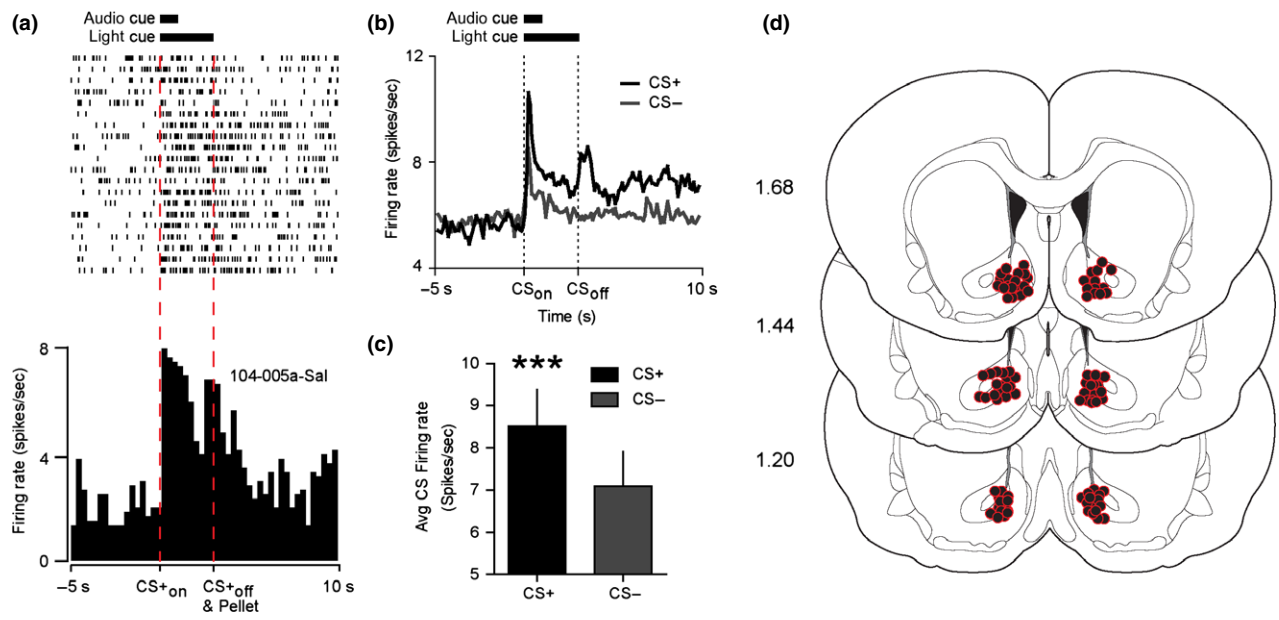 (a)
Audio cue
Light cue
8
4
0
Firing rate (spikes/sec)
104-005a-Sal
–5 s
CS+on
CS+off
& Pellet
10 s
(b)
Audio cue
Light cue
12
8
4
Firing rate (spikes/sec)
CS+
CS–
–5 s
CSon
CSoff
10 s
Time (s)
(c)
10
9
8
7
6
5
Avg CS Firing rate
(Spikes/sec)
***
CS+
CS–
CS+
CS–
(d)
1.68
1.44
1.20